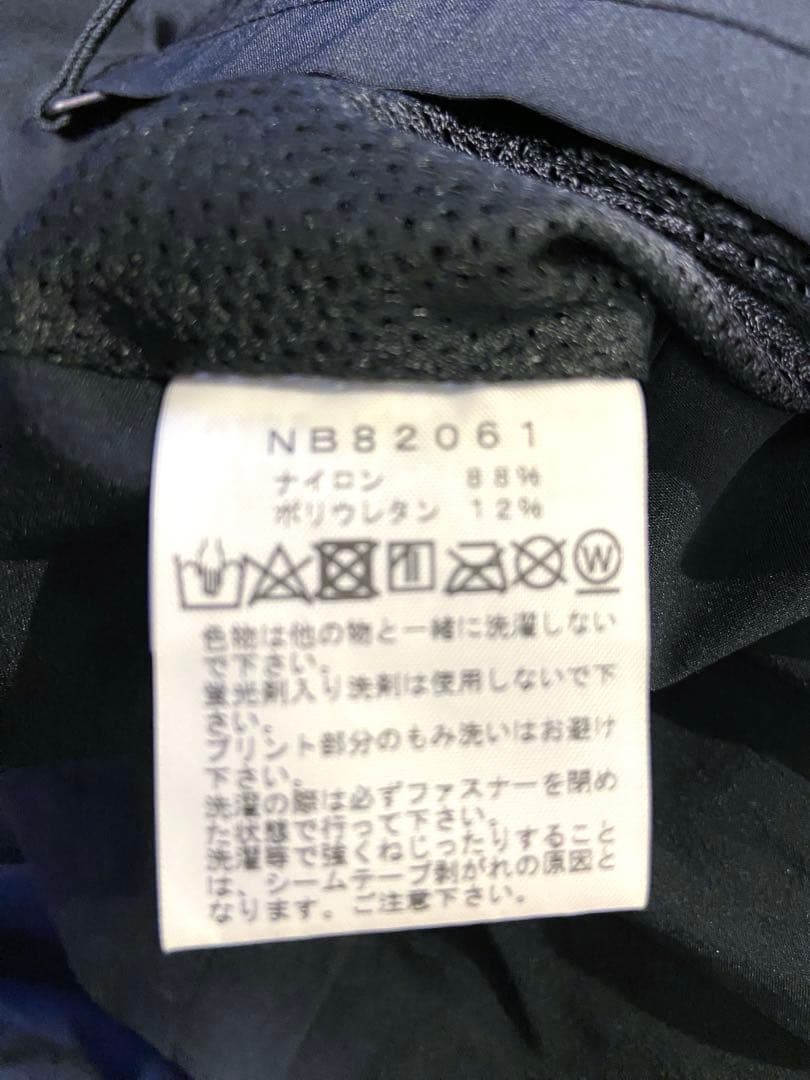 NB82061
ナイロン 88%
ポリウレタン 12%
W
色物は他の物と一緒に洗濯しない
で下さい。
蛍光剤入り洗剤は使用しないで下
さい。
プリント部分のもみ洗いはお避け
下さい。
洗濯の際は必ずファスナーを閉め
た状態で行って下さい。
洗濯等で強くねじったりすること
は、シームテープ剥がれの原因と
なります。ご注意下さい。